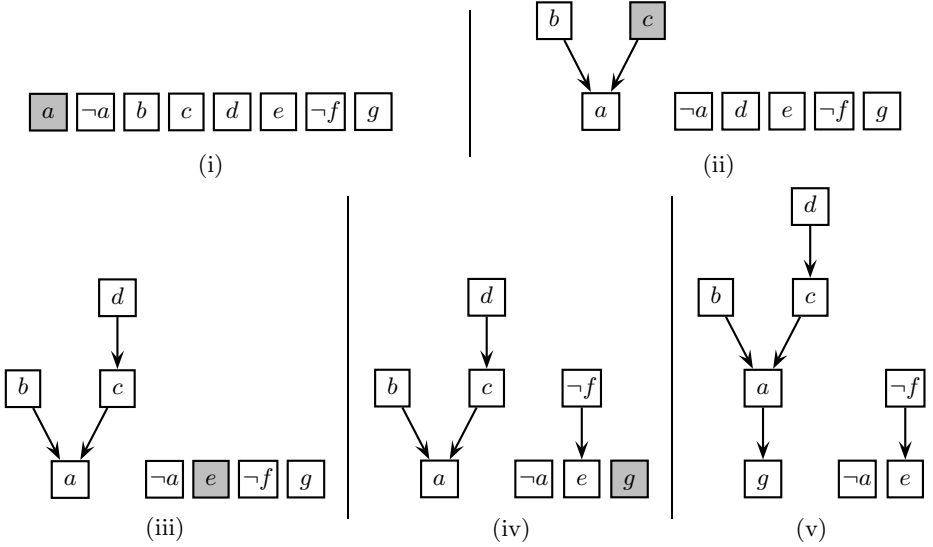 b c
a ¬a b c d e ¬f g
a ¬a d e ¬f g
(i)
(ii)
d
d
d
b c
b c
b c ¬f
a ¬f
a ¬a e ¬f g
a ¬a e g
g ¬a e
(iii)
(iv)
(v)